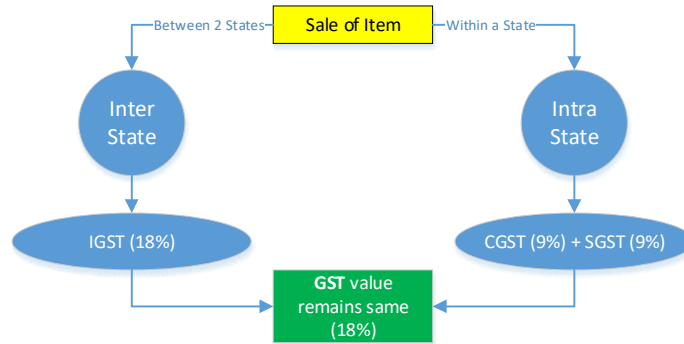 Sale of Item
Between 2 States
Within a State
Inter
State
Intra
State
IGST (18%)
CGST (9%) + SGST (9%)
GST value
remains same
(18%)